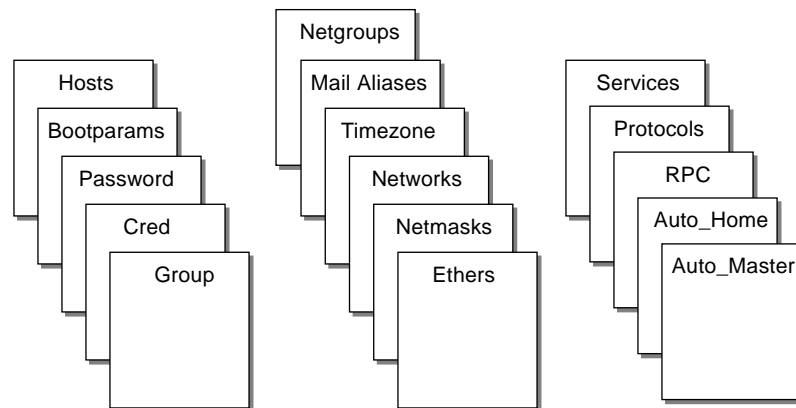 Hosts
Bootparams
Password
Cred
Group
Netgroups
Mail Aliases
Timezone
Networks
Netmasks
Ethers
Services
Protocols
RPC
Auto_Home
Auto_Master